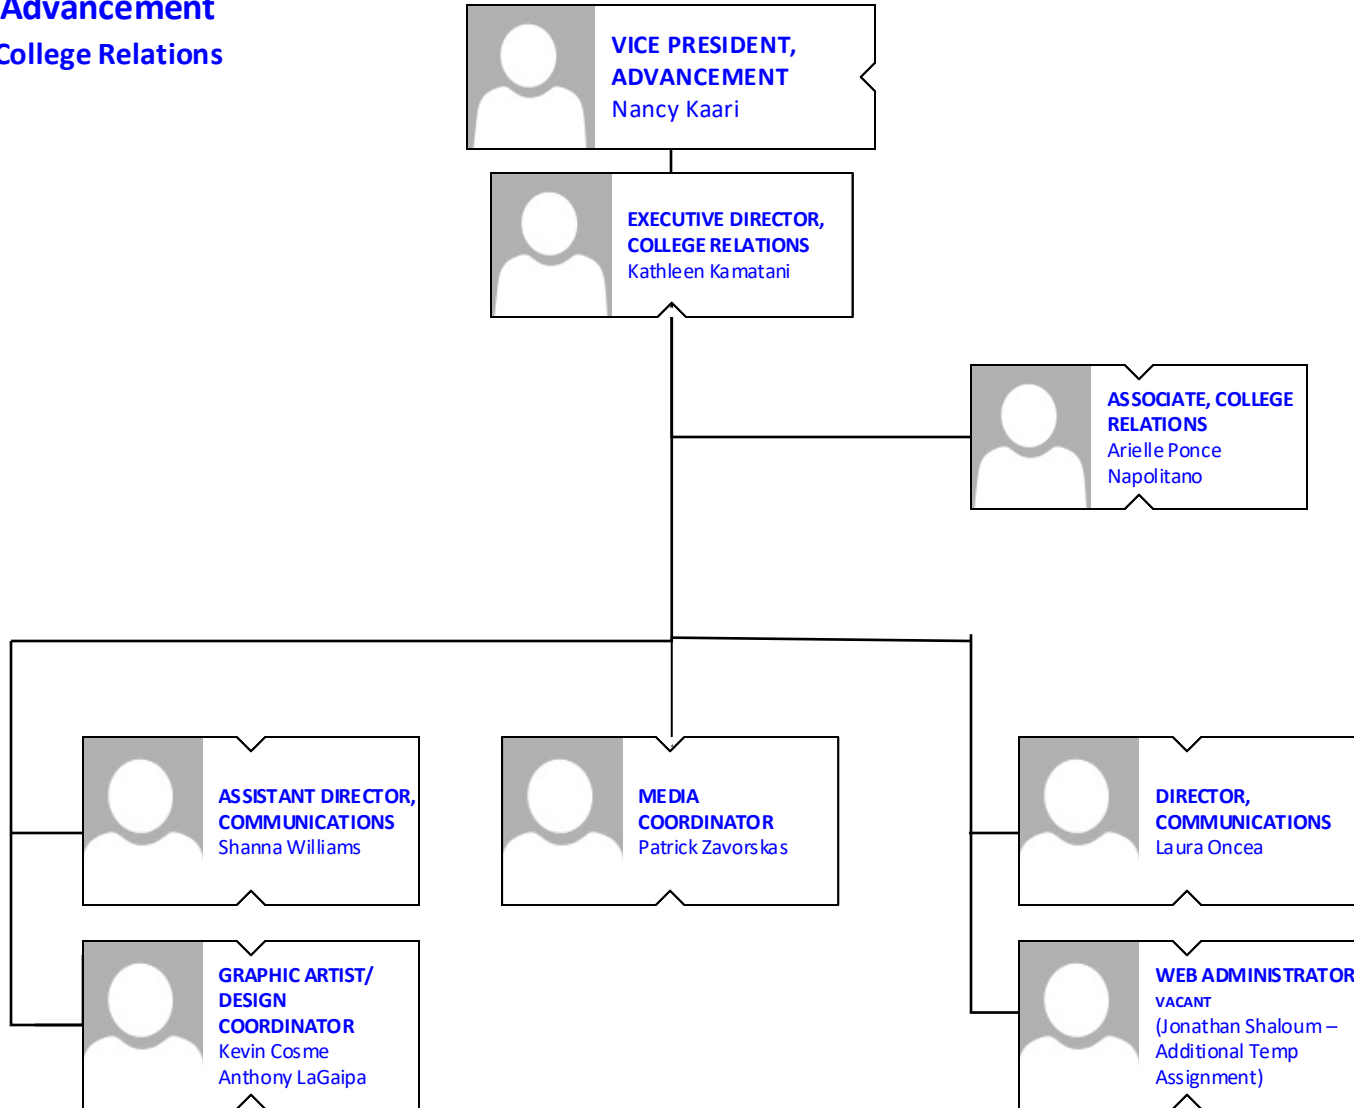 Advancement
College Relations
VICE PRESIDENT,
ADVANCEMENT
Nancy Kaari
EXECUTIVE DIRECTOR,
COLLEGE RELATIONS
Kathleen Kamatani
ASSOCIATE, COLLEGE
RELATIONS
Arielle Ponce
Napolitano
ASSISTANT DIRECTOR,
COMMUNICATIONS
Shanna Williams
MEDIA
COORDINATOR
Patrick Zavorskas
DIRECTOR,
COMMUNICATIONS
Laura Oncea
GRAPHIC ARTIST/
DESIGN
COORDINATOR
Kevin Cosme
Anthony LaGaipa
WEB ADMINISTRATOR
VACANT
(Jonathan Shaloum –
Additional Temp
Assignment)